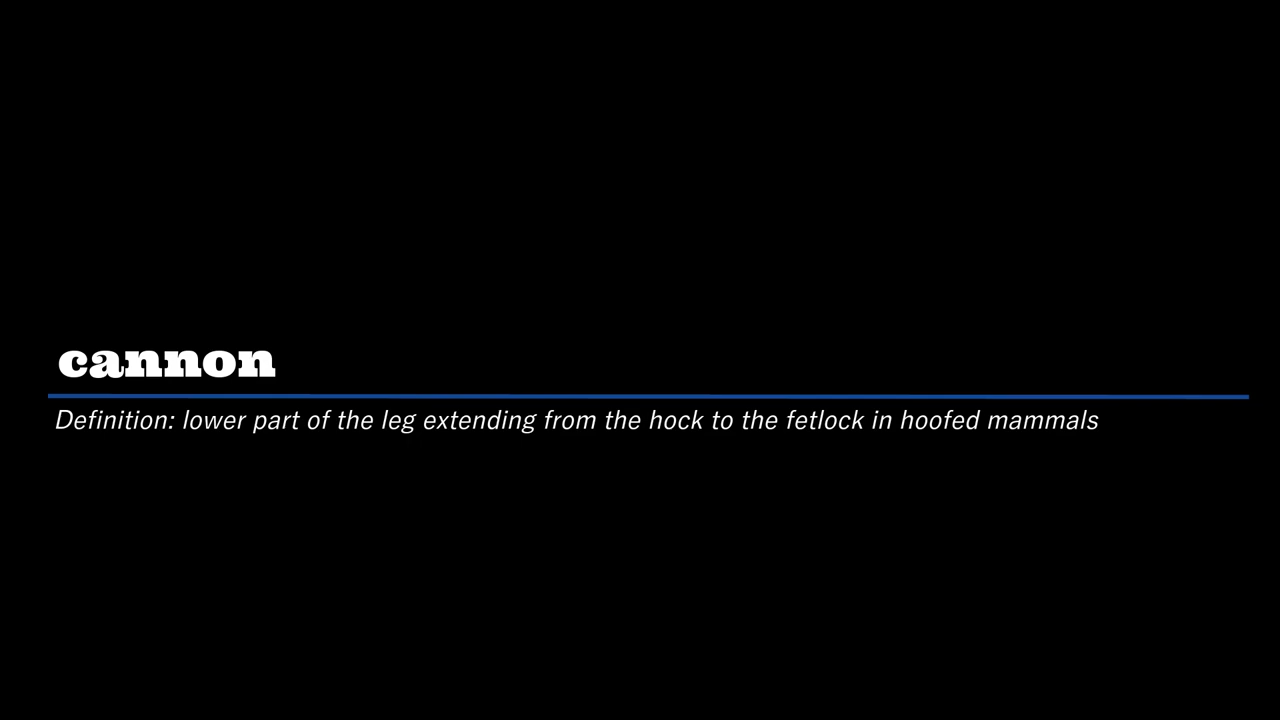 cannon
Definition: lower part of the leg extending from the hock to the fetlock in hoofed mammals